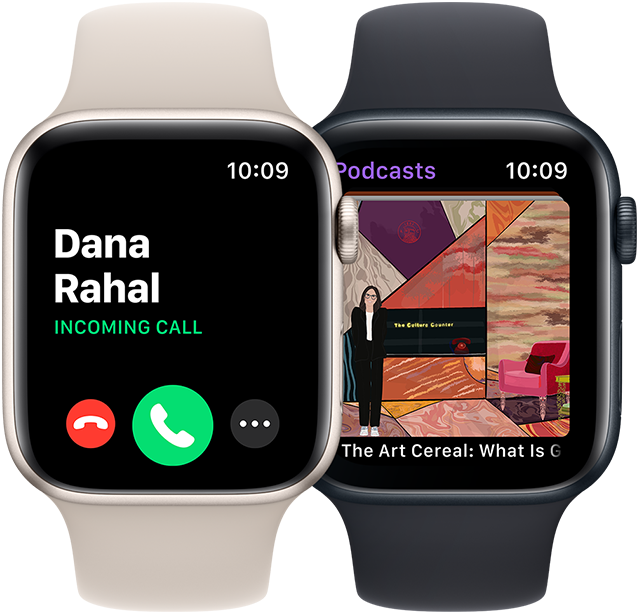 10:09
Dana
Rahal
INCOMING CALL
Podcasts 10:09
The Culture Counter
The Art Cereal: What Is G